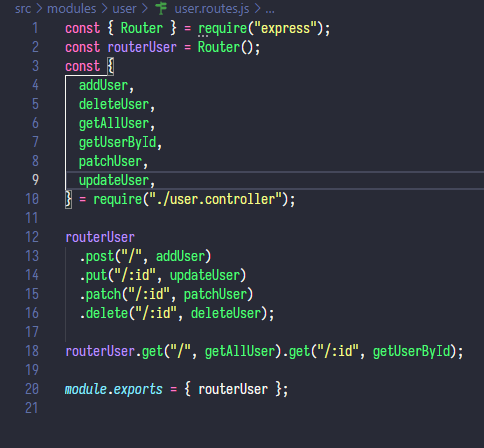 src > modules > user > user.routes.js > ...
1 const { Router } = require("express");
2 const routerUser = Router();
3 const {
4   addUser,
5   deleteUser,
6   getAllUser,
7   getUserById,
8   patchUser,
9   updateUser,
10 } = require("./user.controller");
11
12 routerUser
13   .post("/", addUser)
14   .put("/:id", updateUser)
15   .patch("/:id", patchUser)
16   .delete("/:id", deleteUser);
17
18 routerUser.get("/", getAllUser).get("/:id", getUserById);
19
20 module.exports = { routerUser };
21